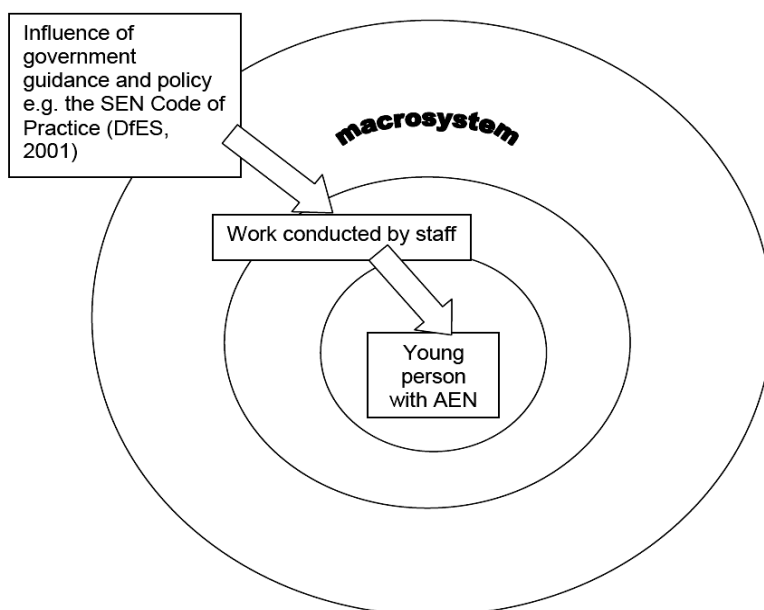 Influence of
government
guidance and policy
e.g. the SEN Code of
Practice (DfES,
2001)
macrosystem
Work conducted by staff
Young
person
with AEN